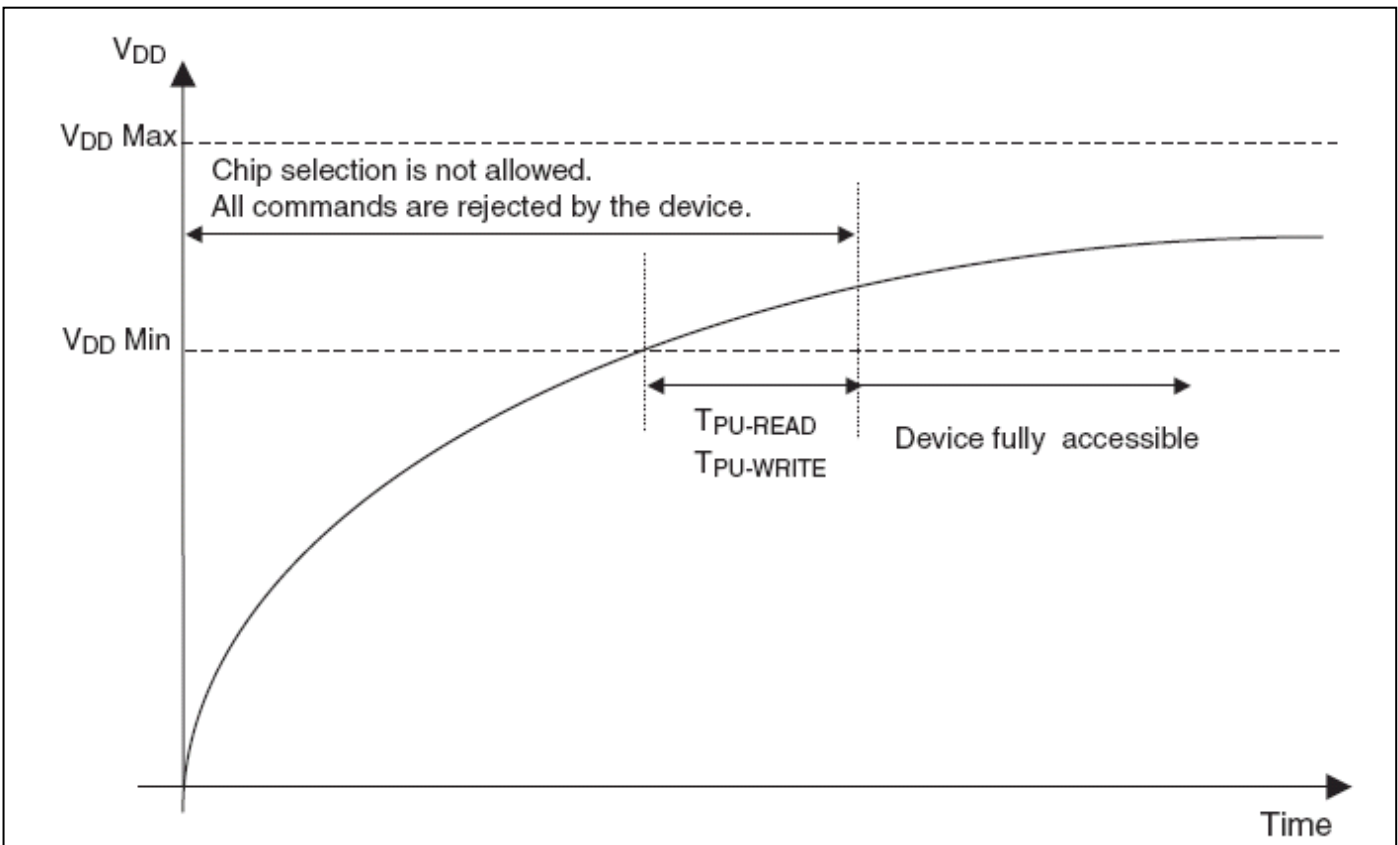 VDD
VDD Max
Chip selection is not allowed.
All commands are rejected by the device.
VDD Min
TPU-READ
TPU-WRITE
Device fully accessible
Time